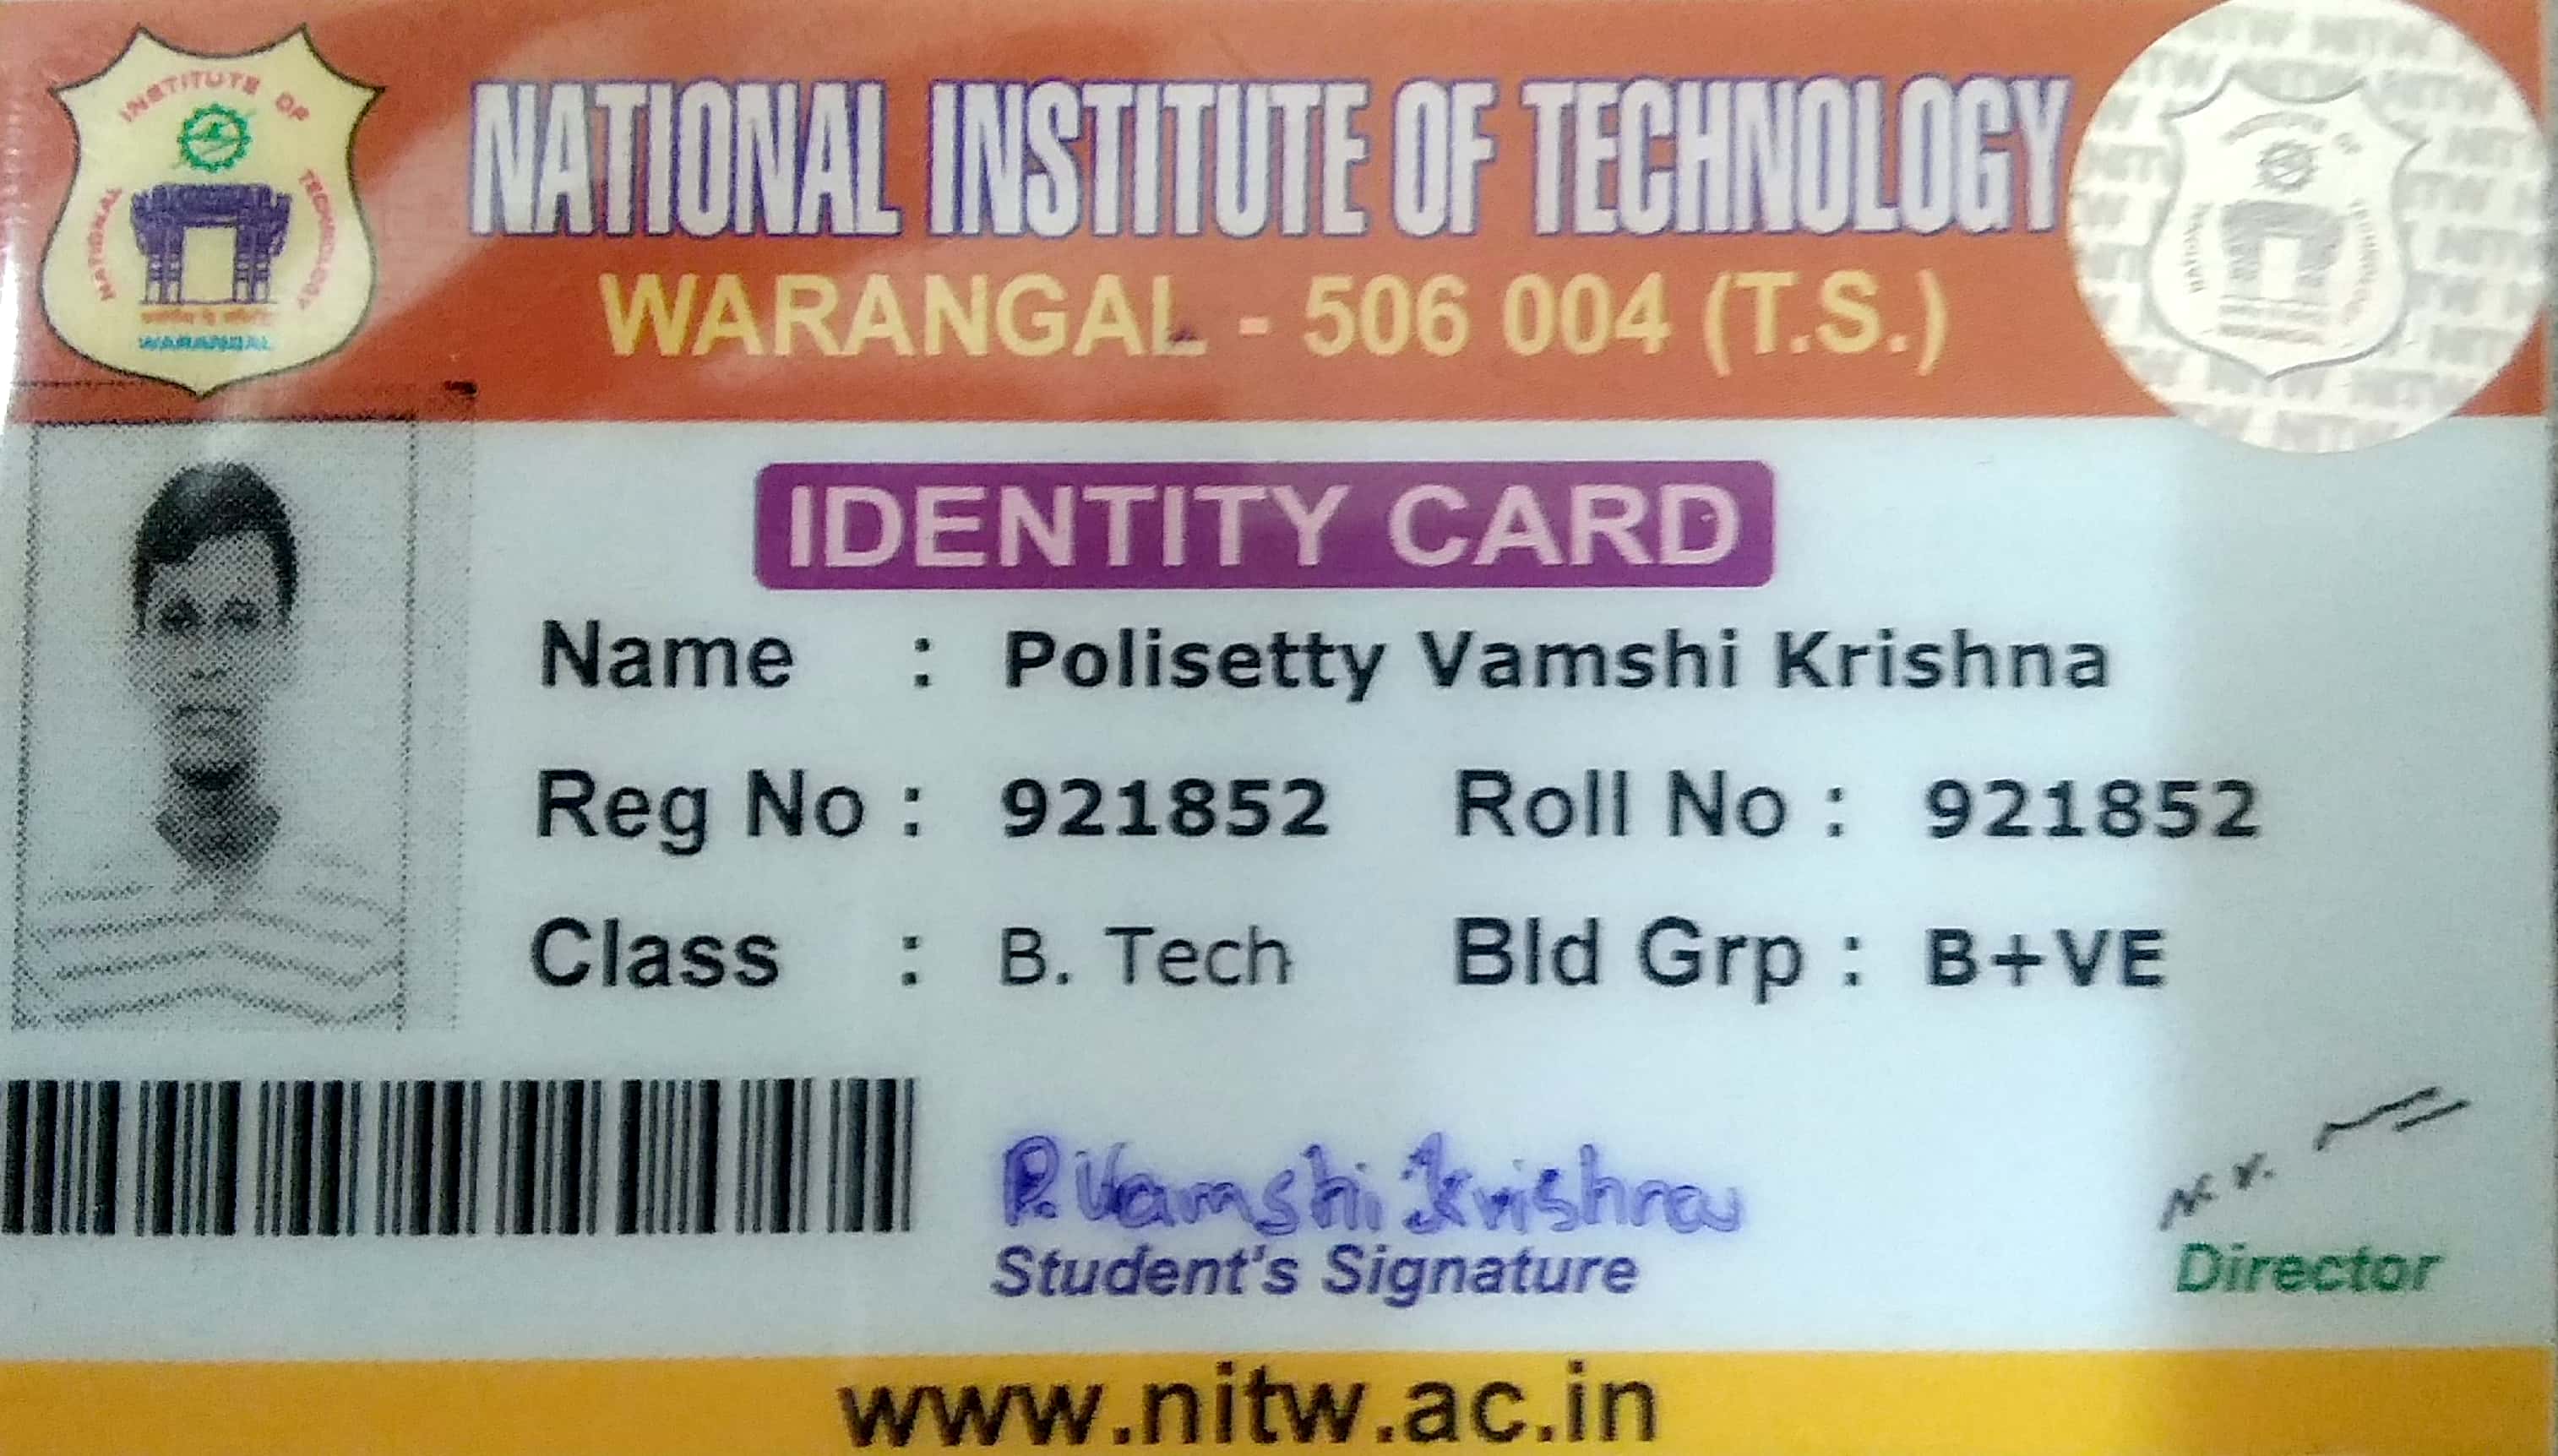 INSTITUTE OF
NATIONAL
TECHNOLOGY
WARANGAL
NATIONAL INSTITUTE OF TECHNOLOGY
WARANGAL - 506 004 (T.S.)
IDENTITY CARD
Name : Polisetty Vamshi Krishna
Reg No : 921852 Roll No : 921852
Class : B. Tech Bld Grp : B+VE
P. Vamshi Krishna
Student's Signature
Director
www.nitw.ac.in